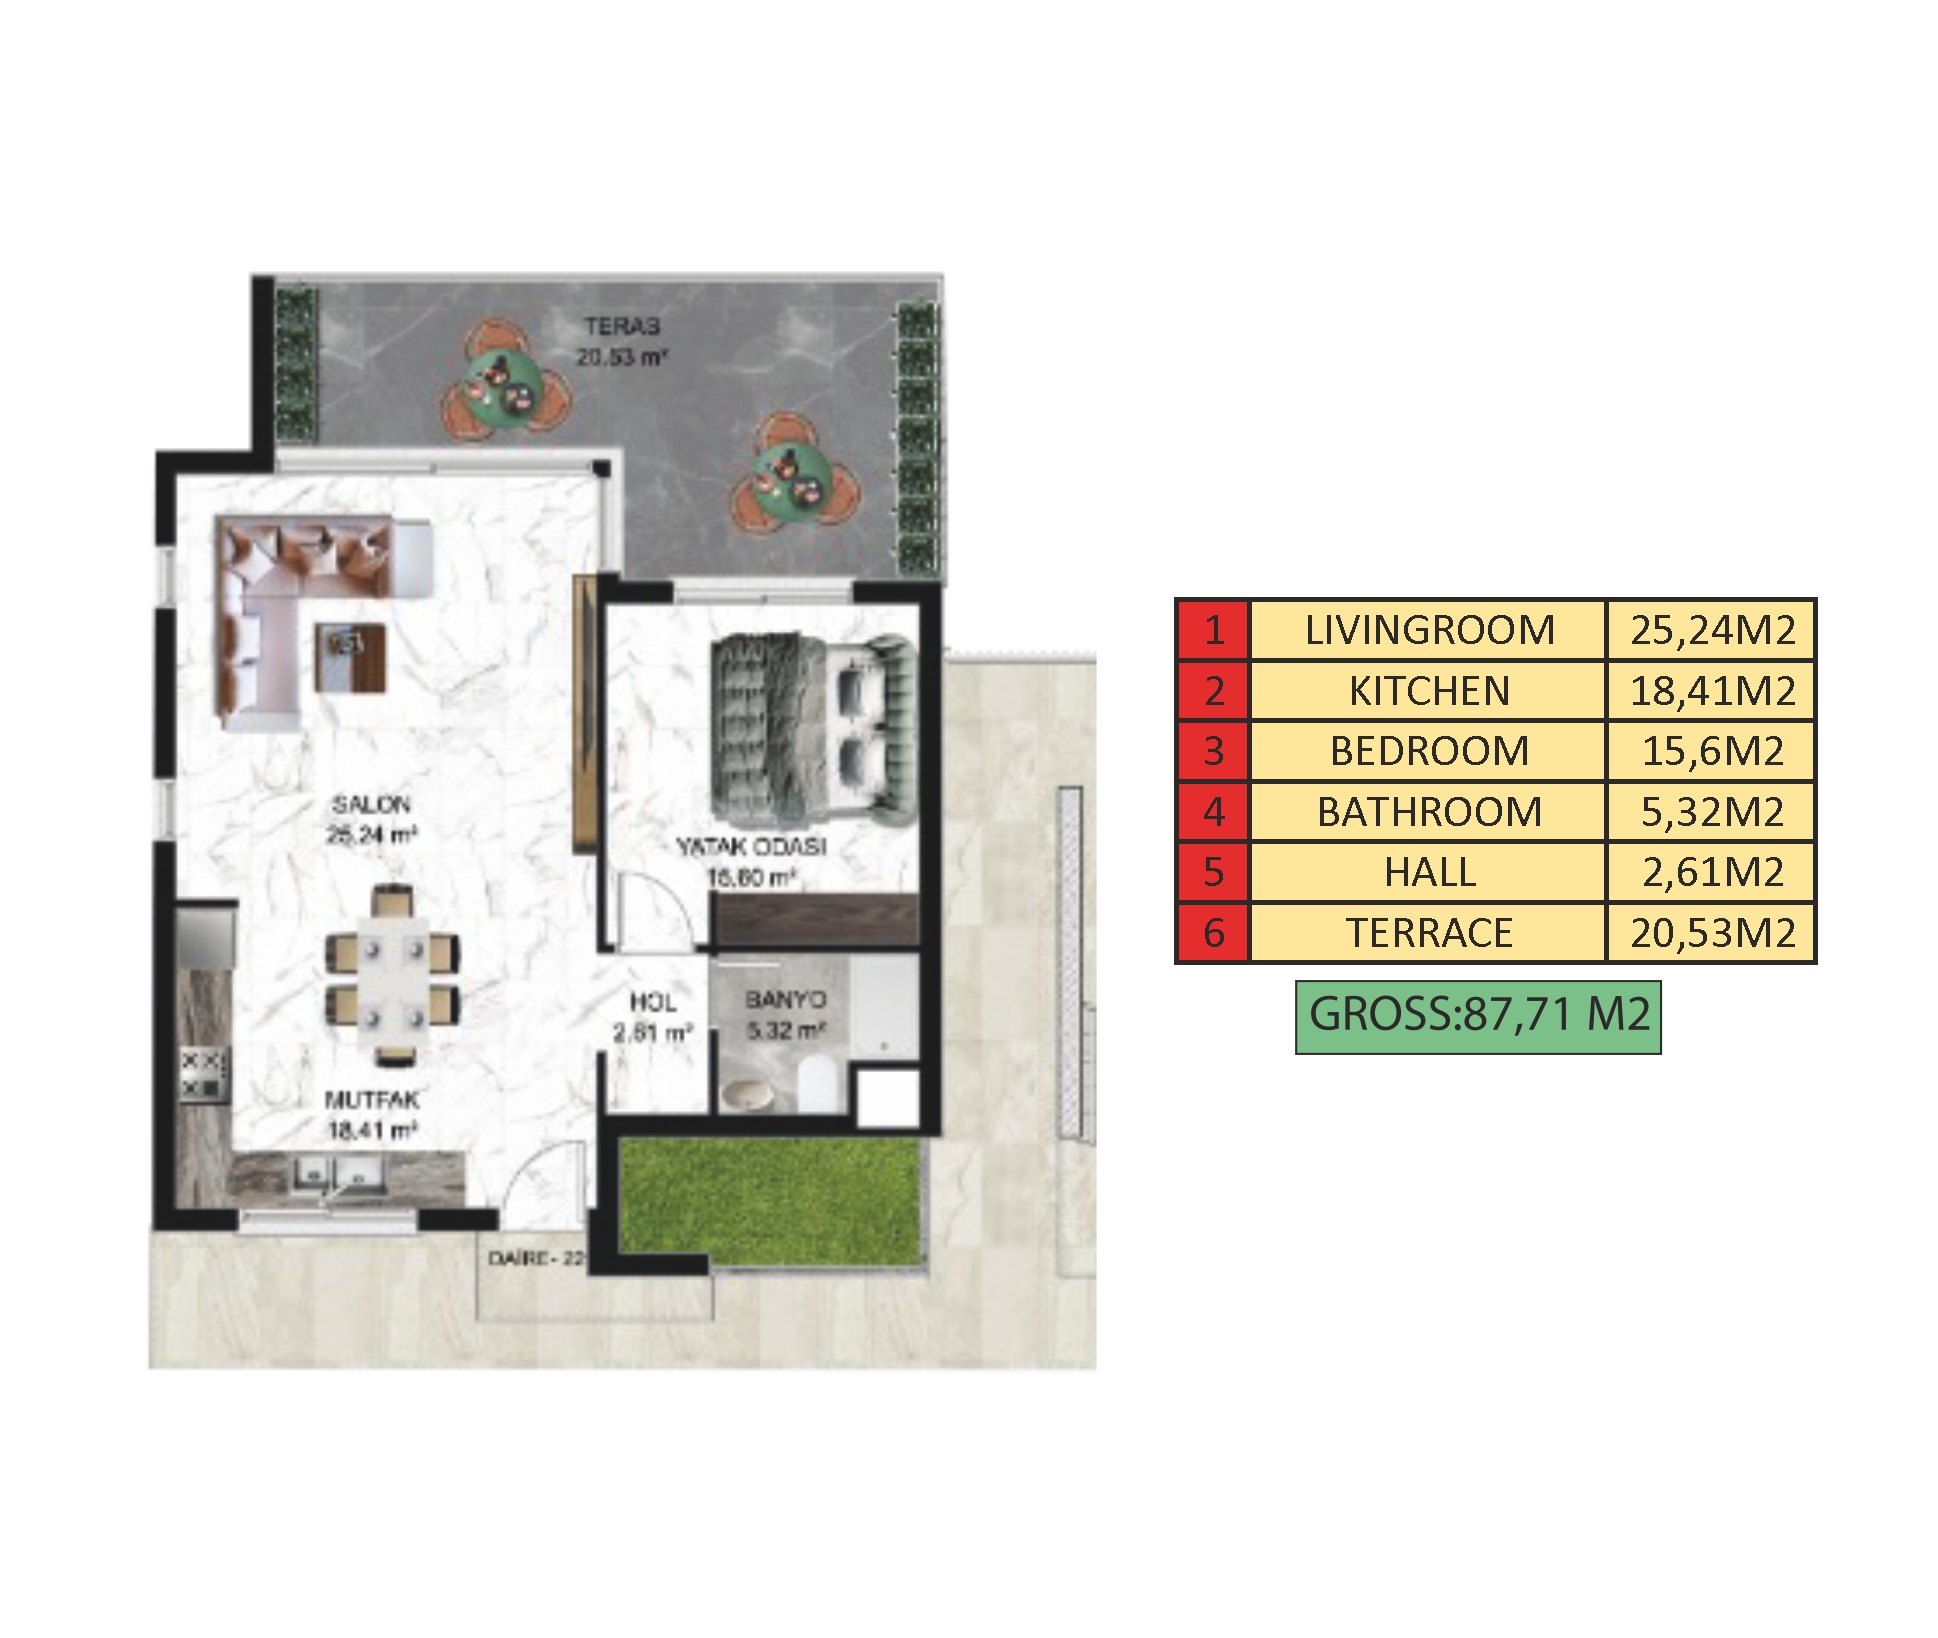 TERAS
20.53 m²
SALON
25.24 m²
YATAK ODASI
15.60 m²
HOL
2.61 m²
BANYO
5.32 m²
MUTFAK
18.41 m²
DAİRE- 22
1 LIVINGROOM 25,24M2
2 KITCHEN 18,41M2
3 BEDROOM 15,6M2
4 BATHROOM 5,32M2
5 HALL 2,61M2
6 TERRACE 20,53M2
GROSS:87,71 M2